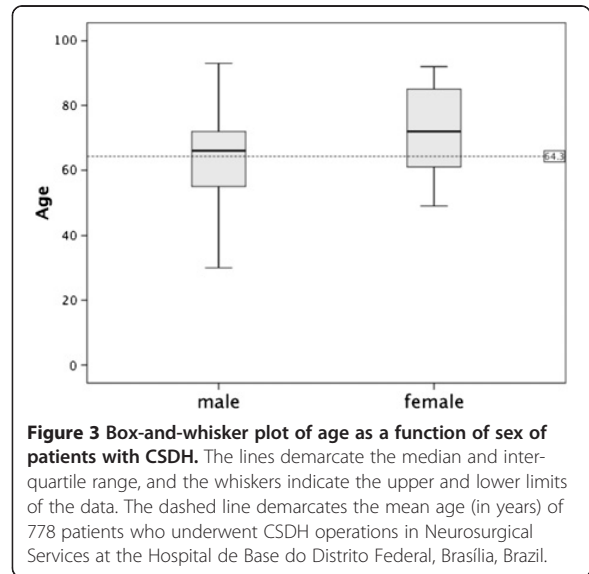 100
80
60
40
20
0
Age
64.3
male
female
Figure 3 Box-and-whisker plot of age as a function of sex of
patients with CSDH. The lines demarcate the median and inter-
quartile range, and the whiskers indicate the upper and lower limits
of the data. The dashed line demarcates the mean age (in years) of
778 patients who underwent CSDH operations in Neurosurgical
Services at the Hospital de Base do Distrito Federal, Brasília, Brazil.